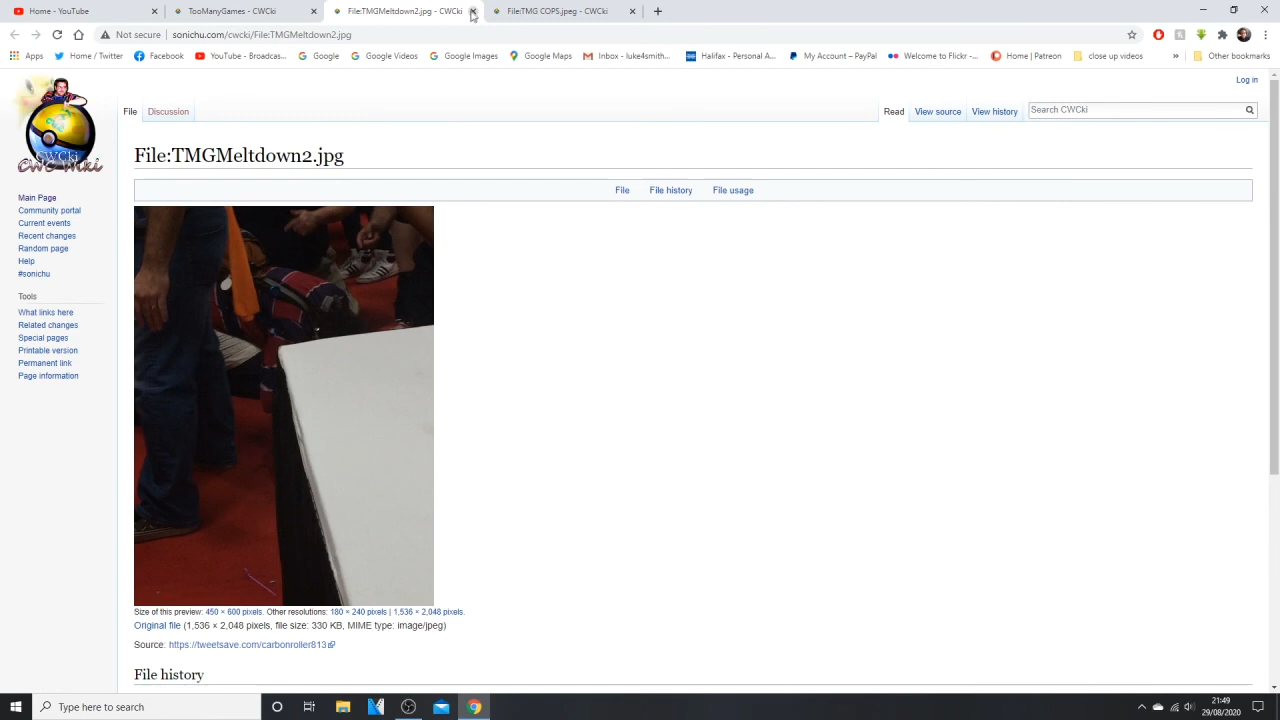 Home - YouTube
TooManyGames - CWCki
File:TMGMeltdown2.jpg - CWCki
File:TMG COPS.jpeg - CWCki
Not secure | sonichu.com/cwcki/File:TMGMeltdown2.jpg
Apps Home / Twitter Facebook YouTube - Broadcas... Google Google Videos Google Images Google Maps Inbox - luke4smith... Halifax - Personal A... My Account – PayPal Welcome to Flickr -... Home | Patreon close up videos » Other bookmarks
Log in
File Discussion Read View source View history Search CWCki
CWCki
CWC Wiki
File:TMGMeltdown2.jpg
File File history File usage
Main Page
Community portal
Current events
Recent changes
Random page
Help
#sonichu
Tools
What links here
Related changes
Special pages
Printable version
Permanent link
Page information
Size of this preview: 450 × 600 pixels. Other resolutions: 180 × 240 pixels | 1,536 × 2,048 pixels.
Original file (1,536 × 2,048 pixels, file size: 330 KB, MIME type: image/jpeg)
Source: https://tweetsave.com/carbonroller813
File history
Type here to search
21:49
29/08/2020